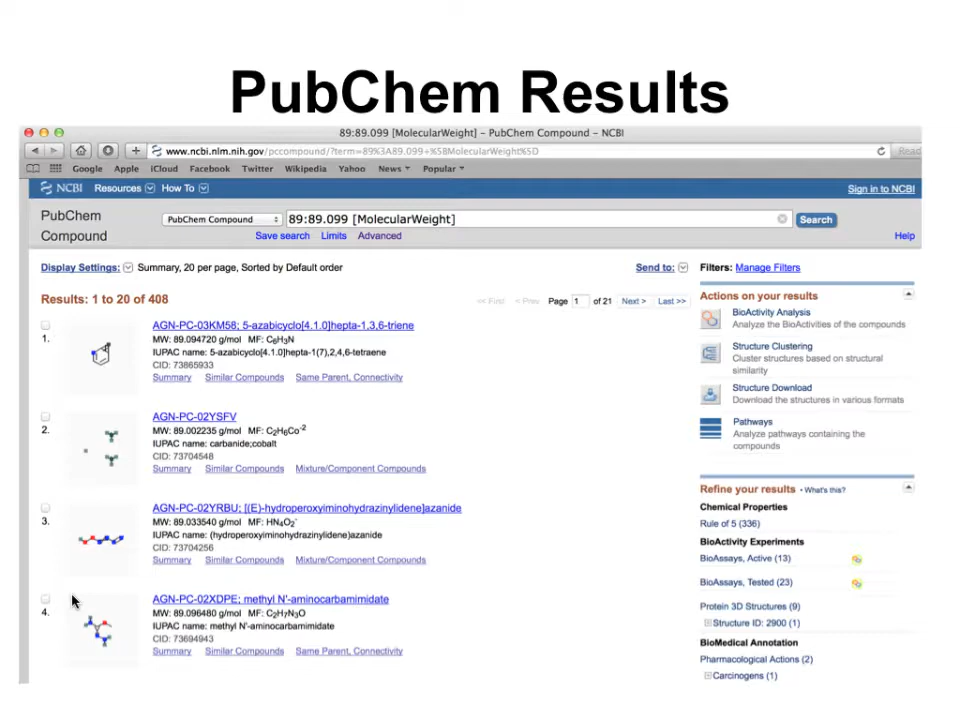 PubChem Results
89:89.099 [MolecularWeight] – PubChem Compound – NCBI
www.ncbi.nlm.nih.gov/pccompound/?term=89%3A89.099+%5BMolecularWeight%5D
Read
Google Apple iCloud Facebook Twitter Wikipedia Yahoo News Popular
NCBI Resources How To Sign in to NCBI
PubChem
Compound
PubChem Compound 89:89.099 [MolecularWeight] Search
Save search Limits Advanced Help
Display Settings: Summary, 20 per page, Sorted by Default order Send to: Filters: Manage Filters
Results: 1 to 20 of 408 << First < Prev Page 1 of 21 Next > Last >>
1. AGN-PC-03KM58; 5-azabicyclo[4.1.0]hepta-1,3,6-triene
MW: 89.094720 g/mol MF: C6H3N
IUPAC name: 5-azabicyclo[4.1.0]hepta-1(7),2,4,6-tetraene
CID: 73865933
Summary Similar Compounds Same Parent, Connectivity
2. AGN-PC-02YSFV
MW: 89.002235 g/mol MF: C2H6Co-2
IUPAC name: carbanide;cobalt
CID: 73704548
Summary Similar Compounds Mixture/Component Compounds
3. AGN-PC-02YRBU; [(E)-hydroperoxyiminohydrazinylidene]azanide
MW: 89.033540 g/mol MF: HN4O2-
IUPAC name: (hydroperoxyiminohydrazinylidene)azanide
CID: 73704256
Summary Similar Compounds Mixture/Component Compounds
4. AGN-PC-02XDPE; methyl N'-aminocarbamimidate
MW: 89.096480 g/mol MF: C2H7N3O
IUPAC name: methyl N'-aminocarbamimidate
CID: 73694943
Summary Similar Compounds Same Parent, Connectivity
Actions on your results
BioActivity Analysis
Analyze the BioActivities of the compounds
Structure Clustering
Cluster structures based on structural
similarity
Structure Download
Download the structures in various formats
Pathways
Analyze pathways containing the
compounds
Refine your results • What's this?
Chemical Properties
Rule of 5 (336)
BioActivity Experiments
BioAssays, Active (13)
BioAssays, Tested (23)
Protein 3D Structures (9)
Structure ID: 2900 (1)
BioMedical Annotation
Pharmacological Actions (2)
Carcinogens (1)